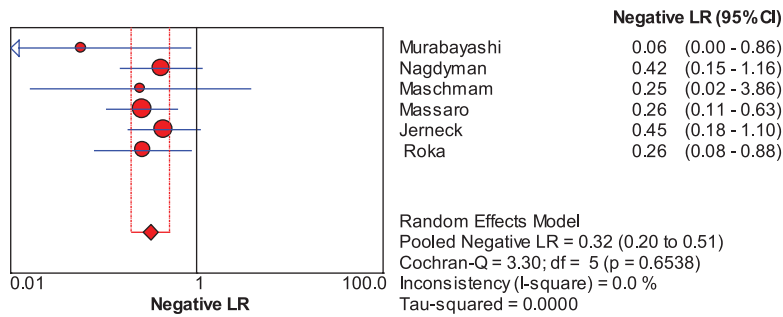 Negative LR (95%CI)
Murabayashi 0.06 (0.00 - 0.86)
Nagdyman 0.42 (0.15 - 1.16)
Maschmam 0.25 (0.02 - 3.86)
Massaro 0.26 (0.11 - 0.63)
Jerneck 0.45 (0.18 - 1.10)
Roka 0.26 (0.08 - 0.88)
Random Effects Model
Pooled Negative LR = 0.32 (0.20 to 0.51)
Cochran-Q = 3.30; df = 5 (p = 0.6538)
Inconsistency (I-square) = 0.0 %
Tau-squared = 0.0000
0.01 1 100.0
Negative LR